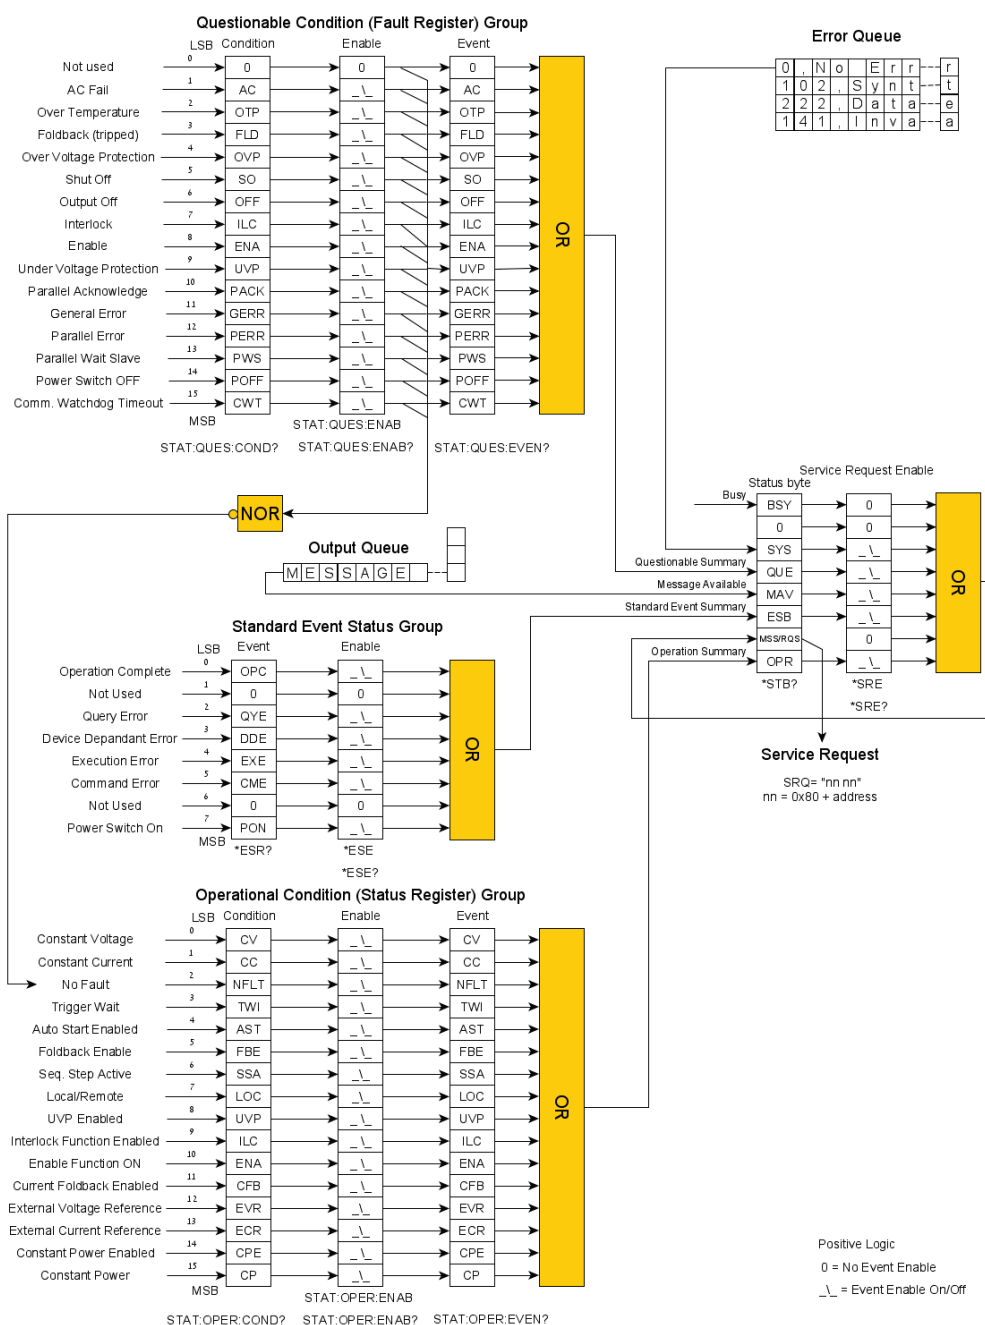 Questionable Condition (Fault Register) Group
LSB Condition Enable Event
Not used 0 0 0 0
AC Fail 1 AC _\_ AC
Over Temperature 2 OTP _\_ OTP
Foldback (tripped) 3 FLD _\_ FLD
Over Voltage Protection 4 OVP _\_ OVP
Shut Off 5 SO _\_ SO
Output Off 6 OFF _\_ OFF
Interlock 7 ILC _\_ ILC
Enable 8 ENA _\_ ENA
Under Voltage Protection 9 UVP _\_ UVP
Parallel Acknowledge 10 PACK _\_ PACK
General Error 11 GERR _\_ GERR
Parallel Error 12 PERR _\_ PERR
Parallel Wait Slave 13 PWS _\_ PWS
Power Switch OFF 14 POFF _\_ POFF
Comm. Watchdog Timeout 15 CWT _\_ CWT
MSB
OR
STAT:QUES:ENAB
STAT:QUES:COND? STAT:QUES:ENAB? STAT:QUES:EVEN?
Error Queue
0 , N o E r r --- r
1 0 2 , S y n t --- t
2 2 2 , D a t a --- e
1 4 1 , I n v a --- a
NOR
Output Queue
M E S S A G E
Service Request Enable
Status byte
Busy BSY 0
0 0
SYS _\_
Questionable Summary QUE _\_
Message Available MAV _\_
Standard Event Summary ESB _\_
MSS/RQS 0
Operation Summary OPR _\_
OR
*STB? *SRE
*SRE?
Service Request
SRQ= "nn nn"
nn = 0x80 + address
Standard Event Status Group
LSB Event Enable
Operation Complete 0 OPC _\_
Not Used 1 0 0
Query Error 2 QYE _\_
Device Depandant Error 3 DDE _\_
Execution Error 4 EXE _\_
Command Error 5 CME _\_
Not Used 6 0 0
Power Switch On 7 PON _\_
MSB
OR
*ESR? *ESE
*ESE?
Operational Condition (Status Register) Group
LSB Condition Enable Event
Constant Voltage 0 CV _\_ CV
Constant Current 1 CC _\_ CC
No Fault 2 NFLT _\_ NFLT
Trigger Wait 3 TWI _\_ TWI
Auto Start Enabled 4 AST _\_ AST
Foldback Enable 5 FBE _\_ FBE
Seq. Step Active 6 SSA _\_ SSA
Local/Remote 7 LOC _\_ LOC
UVP Enabled 8 UVP _\_ UVP
Interlock Function Enabled 9 ILC _\_ ILC
Enable Function ON 10 ENA _\_ ENA
Current Foldback Enabled 11 CFB _\_ CFB
External Voltage Reference 12 EVR _\_ EVR
External Current Reference 13 ECR _\_ ECR
Constant Power Enabled 14 CPE _\_ CPE
Constant Power 15 CP _\_ CP
MSB
OR
STAT:OPER:ENAB
STAT:OPER:COND? STAT:OPER:ENAB? STAT:OPER:EVEN?
Positive Logic
0 = No Event Enable
_\_ = Event Enable On/Off